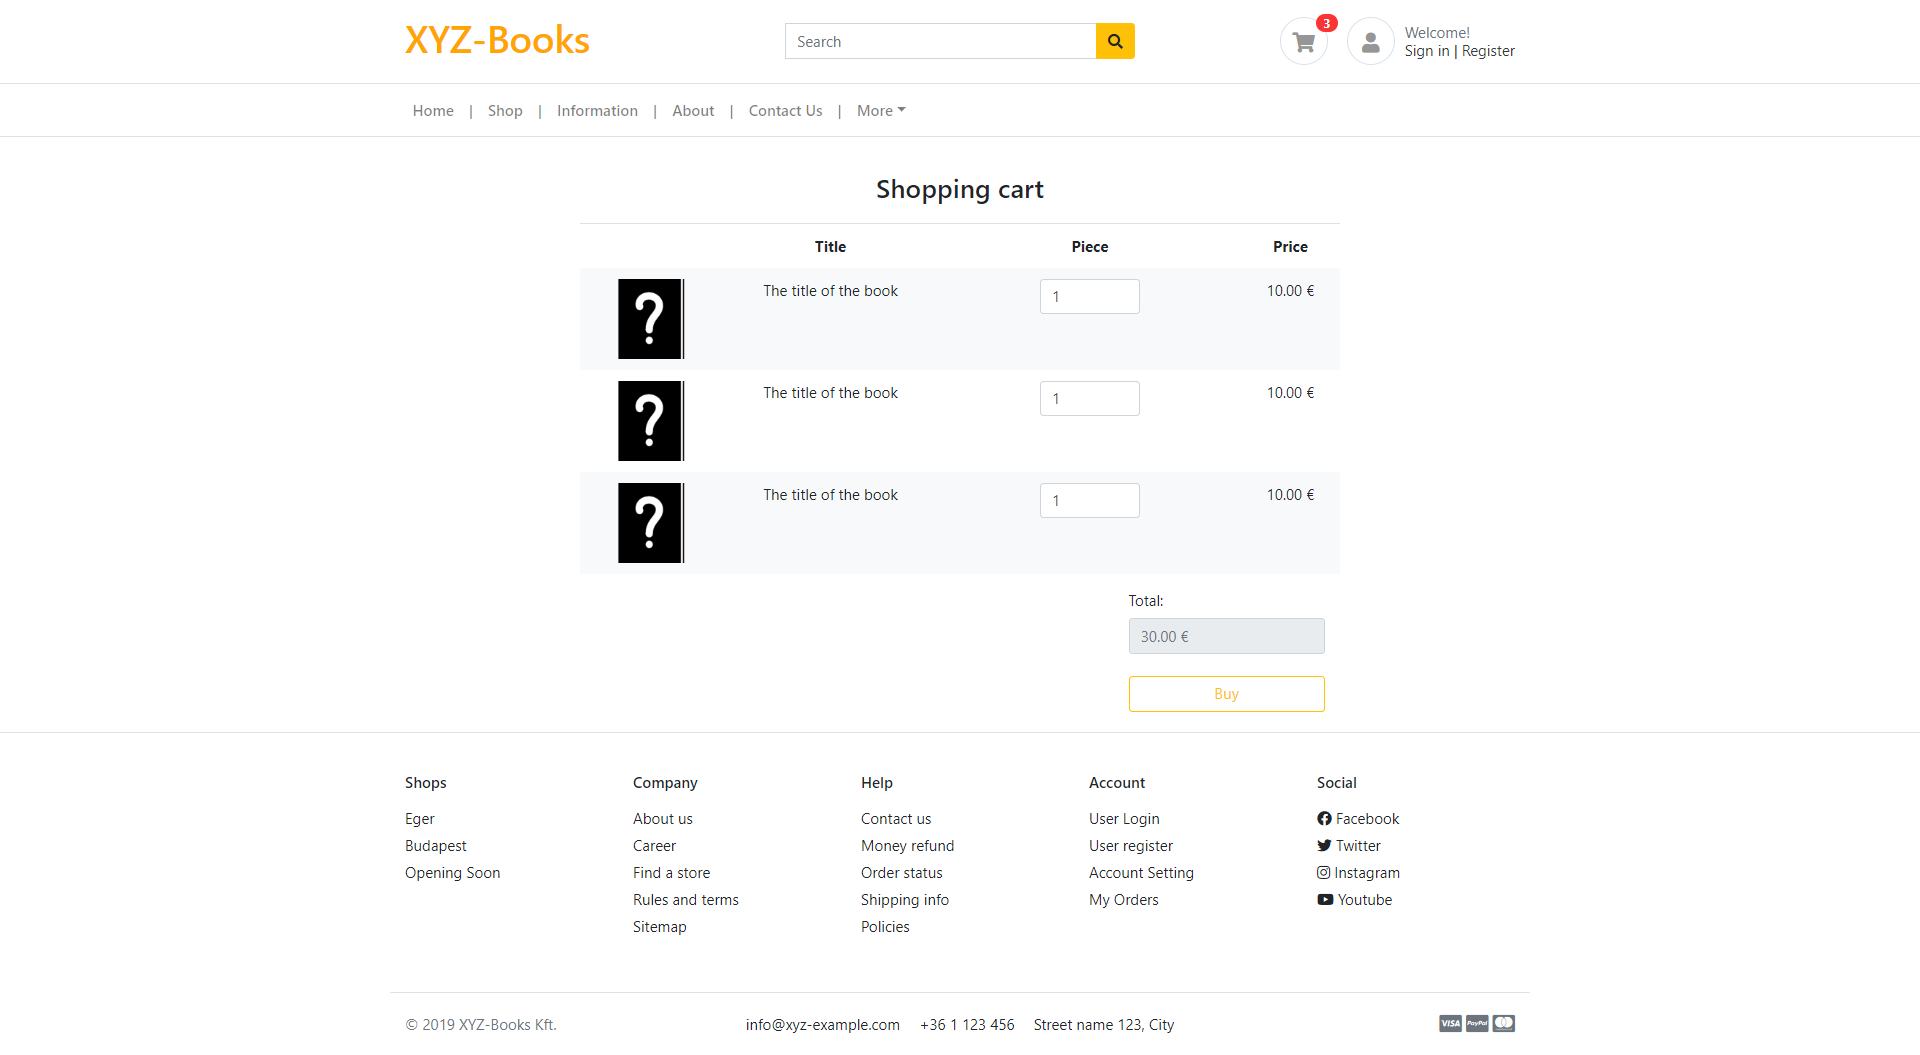 XYZ-Books
Search
3
Welcome!
Sign in | Register
Home | Shop | Information | About | Contact Us | More
Shopping cart
Title Piece Price
? The title of the book 1 10.00 €
? The title of the book 1 10.00 €
? The title of the book 1 10.00 €
Total:
30.00 €
Buy
Shops
Eger
Budapest
Opening Soon
Company
About us
Career
Find a store
Rules and terms
Sitemap
Help
Contact us
Money refund
Order status
Shipping info
Policies
Account
User Login
User register
Account Setting
My Orders
Social
Facebook
Twitter
Instagram
Youtube
© 2019 XYZ-Books Kft. info@xyz-example.com +36 1 123 456 Street name 123, City VISA PayPal